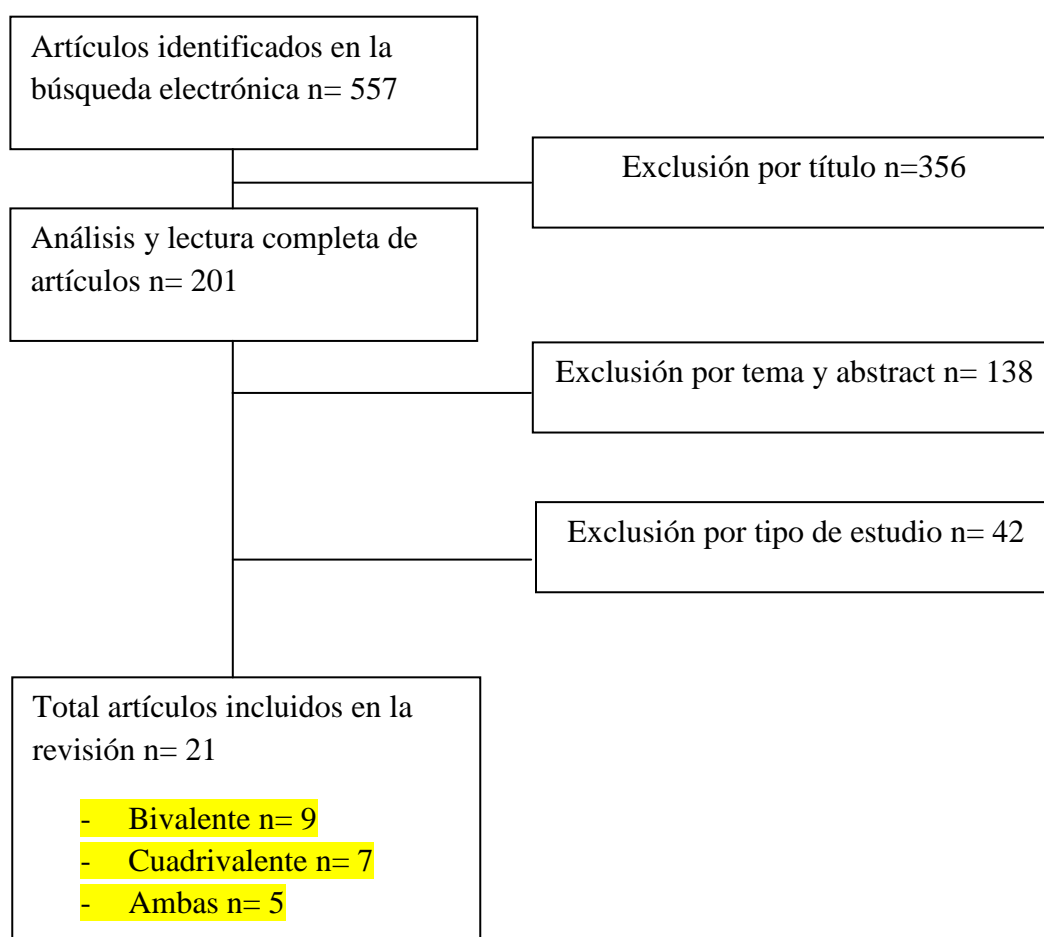 Artículos identificados en la
búsqueda electrónica n= 557
Exclusión por título n=356
Análisis y lectura completa de
artículos n= 201
Exclusión por tema y abstract n= 138
Exclusión por tipo de estudio n= 42
Total artículos incluidos en la
revisión n= 21
- Bivalente n= 9
- Cuadrivalente n= 7
- Ambas n= 5